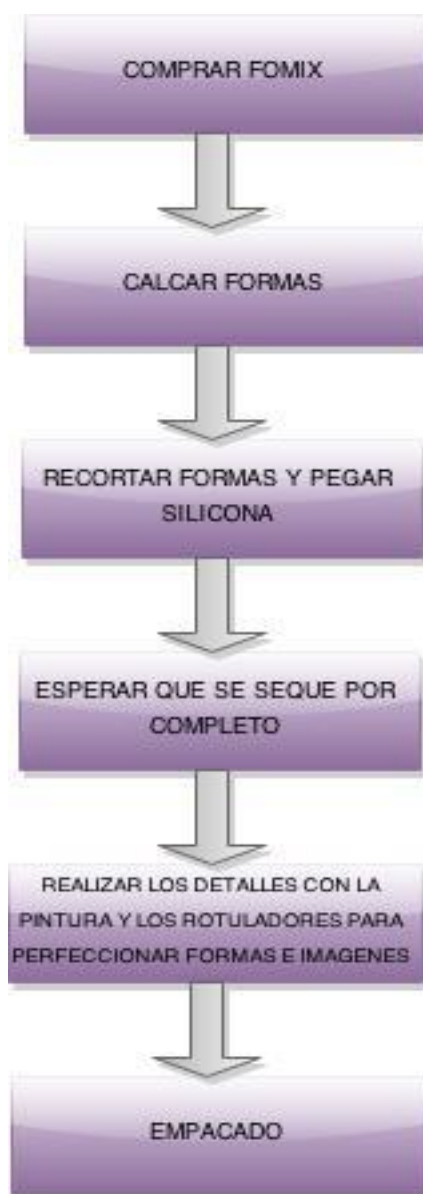 COMPRAR FOMIX
CALCAR FORMAS
RECORTAR FORMAS Y PEGAR
SILICONA
ESPERAR QUE SE SEQUE POR
COMPLETO
REALIZAR LOS DETALLES CON LA
PINTURA Y LOS ROTULADORES PARA
PERFECCIONAR FORMAS E IMAGENES
EMPACADO